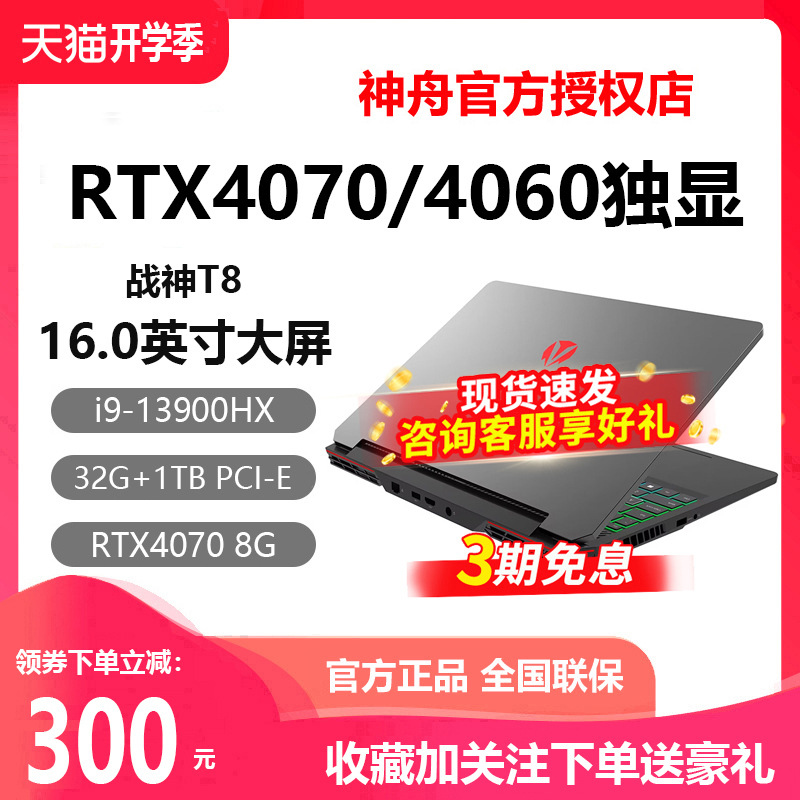 天猫开学季
神舟官方授权店
RTX4070/4060独显
战神T8
16.0英寸大屏
i9-13900HX
32G+1TB PCI-E
RTX4070 8G
现货速发
咨询客服享好礼
3期免息
领券下单立减:
300元
官方正品 全国联保
收藏加关注下单送豪礼